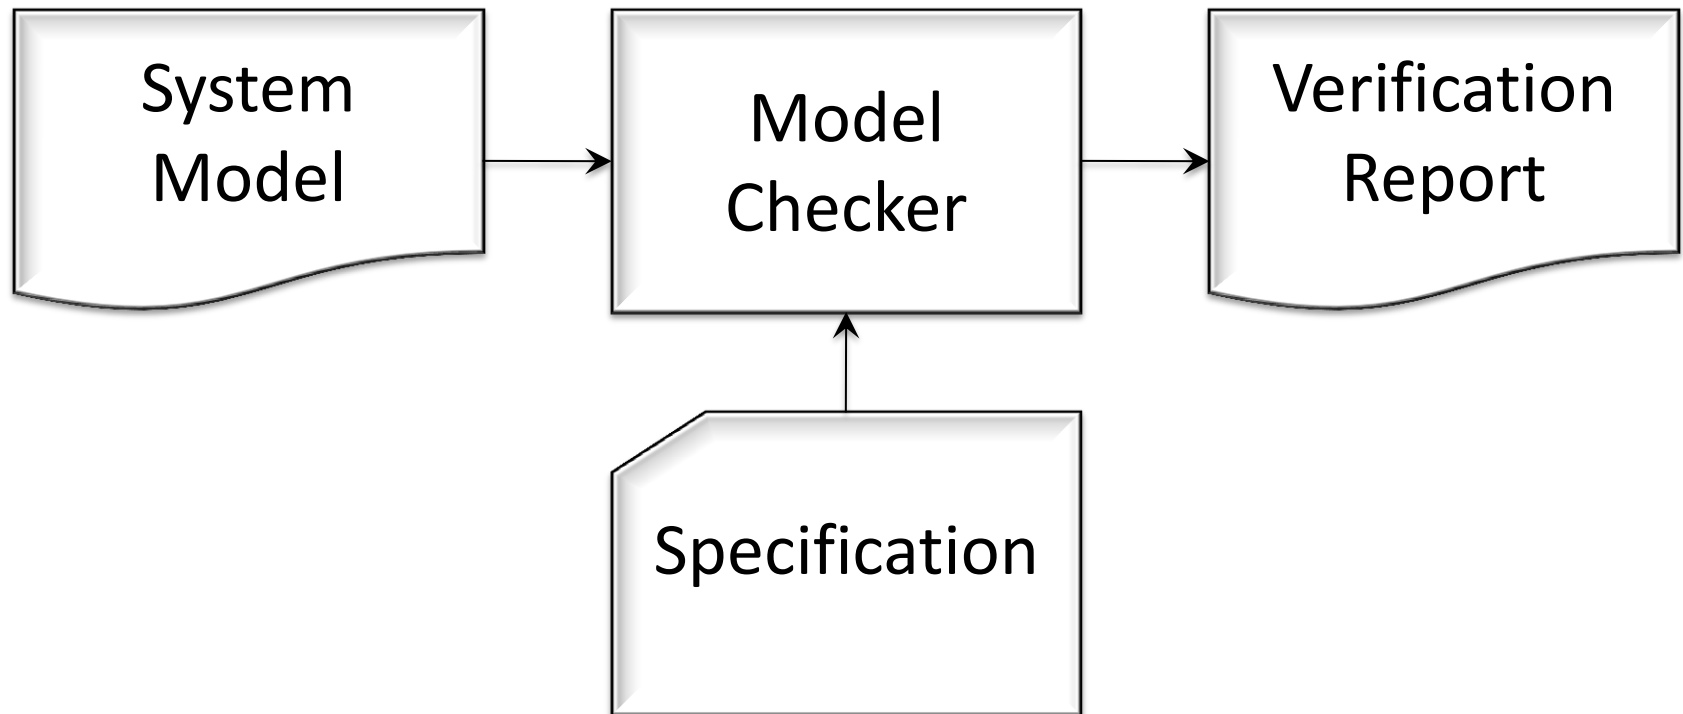 System
Model
Model
Checker
Verification
Report
Specification